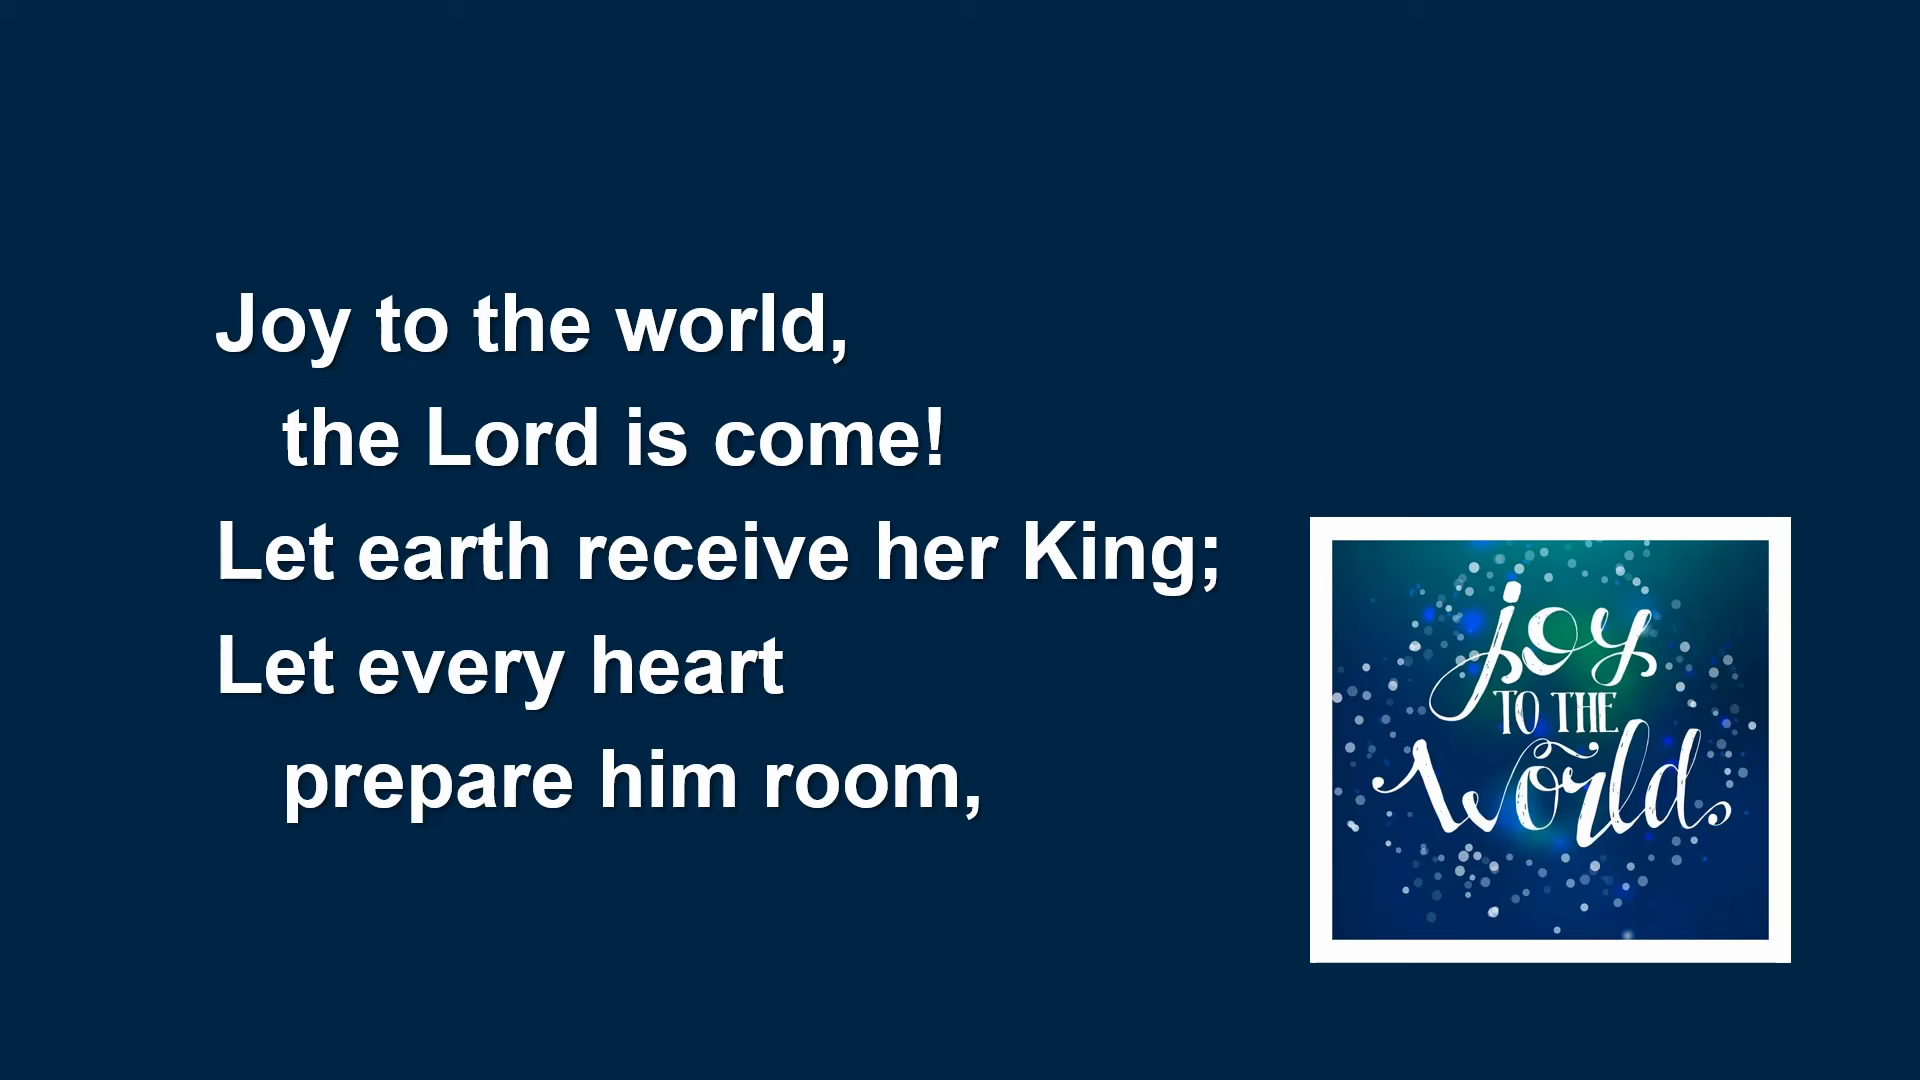 Joy to the world,
the Lord is come!
Let earth receive her King;
Let every heart
prepare him room,
joy
TO THE
World